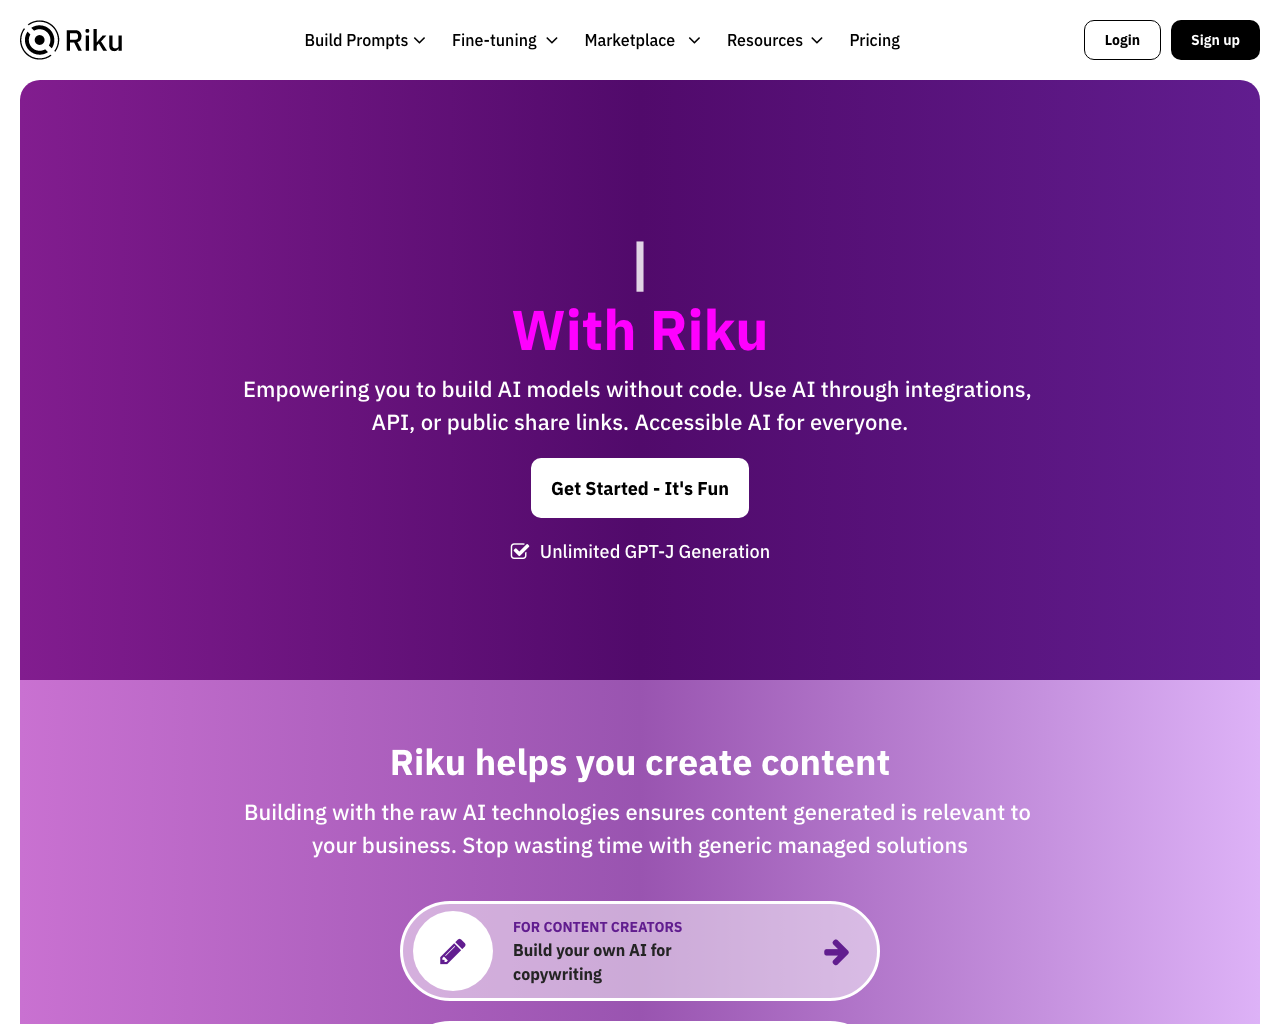 Riku
Build Prompts
Fine-tuning
Marketplace
Resources
Pricing
Login
Sign up
With Riku
Empowering you to build AI models without code. Use AI through integrations,
API, or public share links. Accessible AI for everyone.
Get Started - It's Fun
Unlimited GPT-J Generation
Riku helps you create content
Building with the raw AI technologies ensures content generated is relevant to
your business. Stop wasting time with generic managed solutions
FOR CONTENT CREATORS
Build your own AI for
copywriting